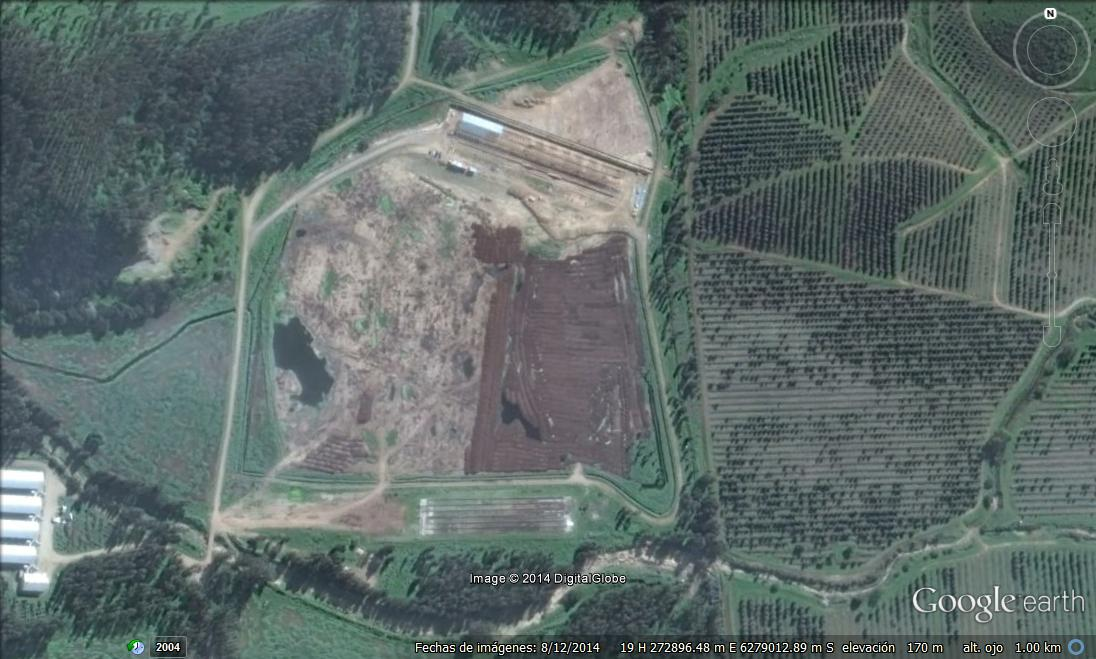 N
Image © 2014 DigitalGlobe
Google earth
2004
Fechas de imágenes: 8/12/2014 19 H 272896.48 m E 6279012.89 m S elevación 170 m alt. ojo 1.00 km